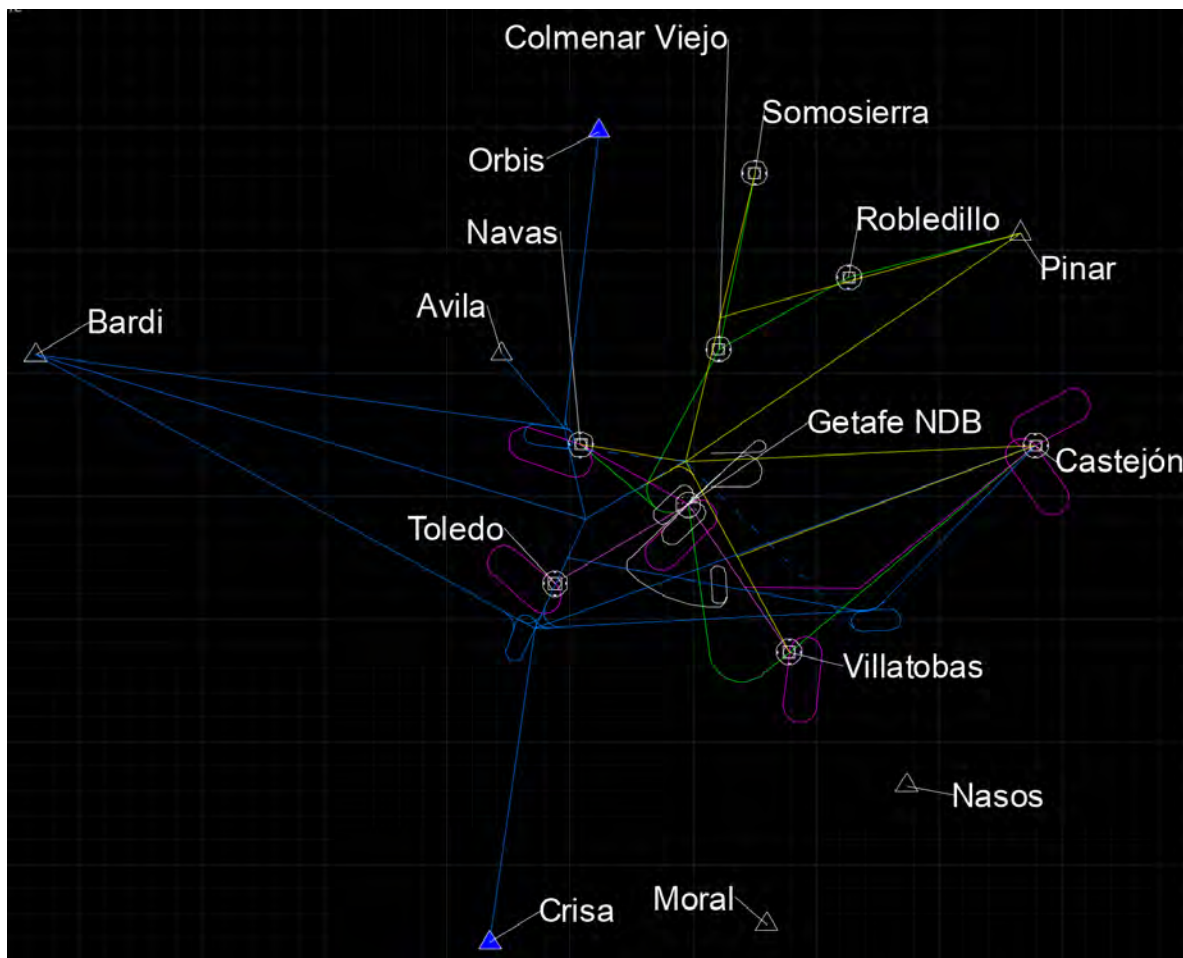 Colmenar Viejo
Somosierra
Orbis
Robledillo
Navas
Pinar
Avila
Bardi
Getafe NDB
Castejón
Toledo
Villatobas
Nasos
Moral
Crisa